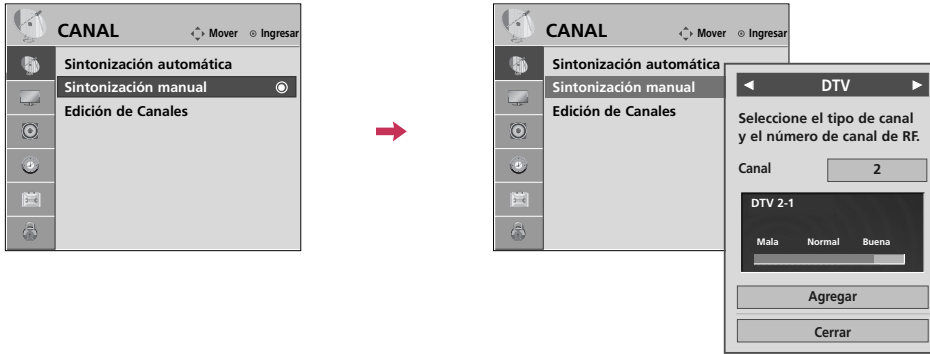 CANAL Mover Ingresar
Sintonización automática
Sintonización manual
Edición de Canales
CANAL Mover Ingresar
Sintonización automática
Sintonización manual
Edición de Canales
DTV
Seleccione el tipo de canal
y el número de canal de RF.
Canal 2
DTV 2-1
Mala Normal Buena
Agregar
Cerrar